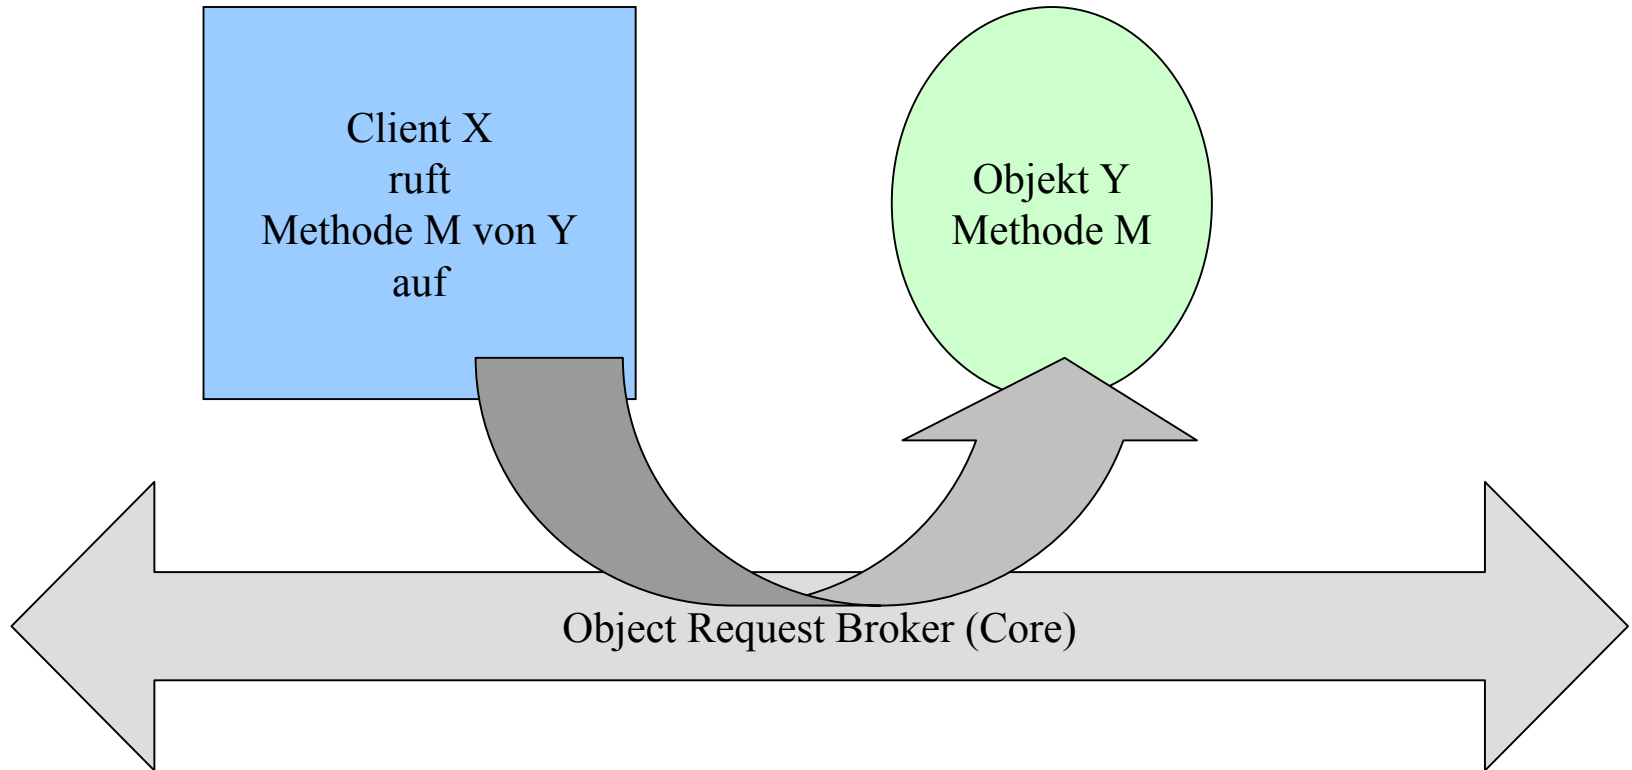 Client X
ruft
Methode M von Y
auf
Objekt Y
Methode M
Object Request Broker (Core)